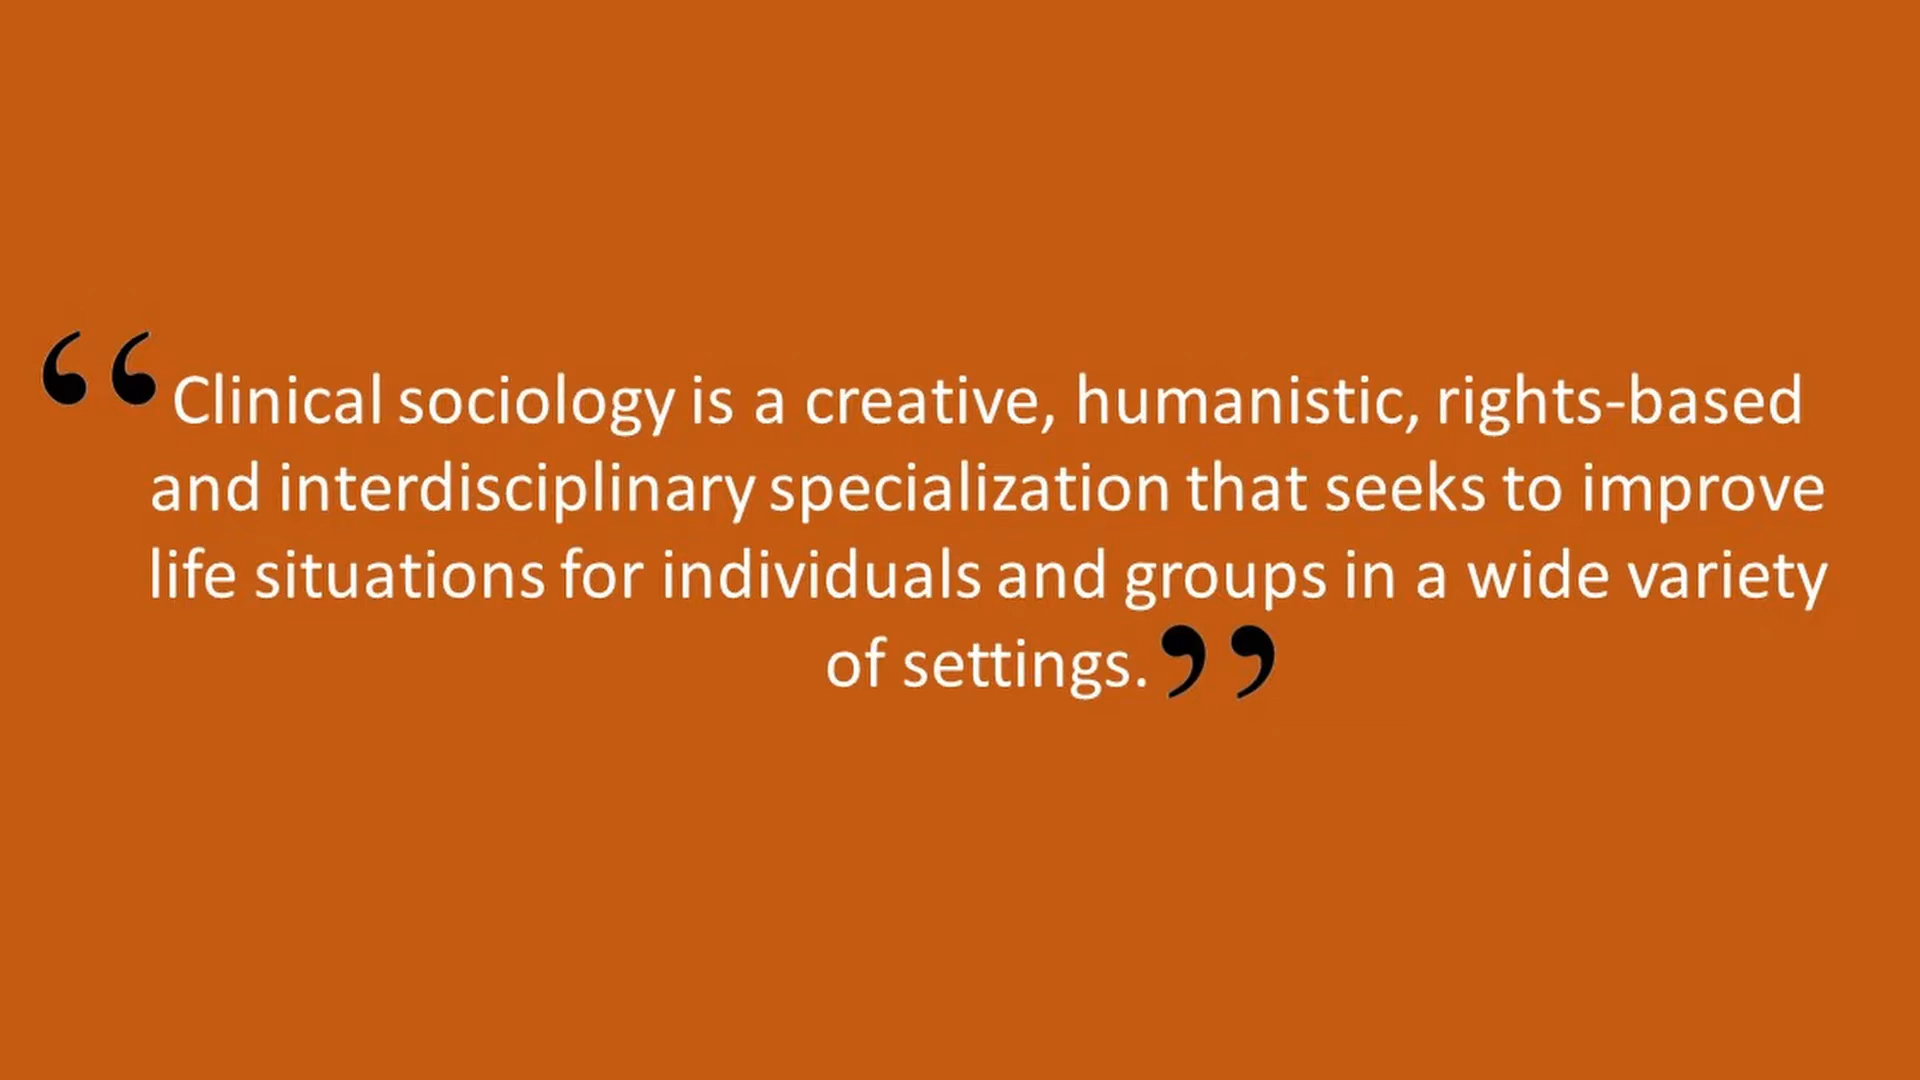 “Clinical sociology is a creative, humanistic, rights-based
and interdisciplinary specialization that seeks to improve
life situations for individuals and groups in a wide variety
of settings.”